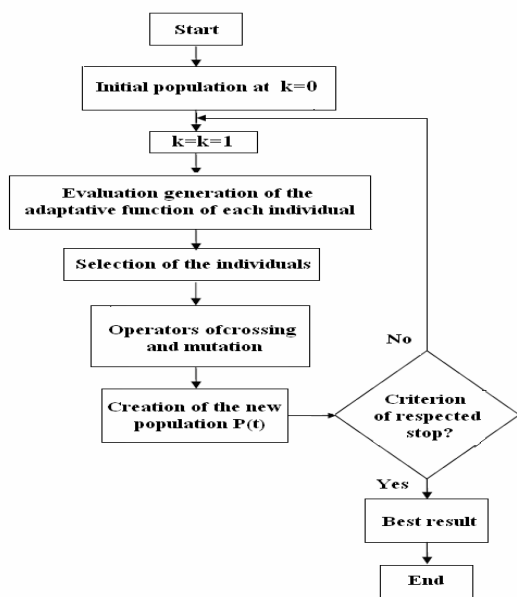 Start
Initial population at k=0
k=k=1
Evaluation generation of the
adaptative function of each individual
Selection of the individuals
Operators ofcrossing
and mutation
Creation of the new
population P(t)
No
Criterion
of respected
stop?
Yes
Best result
End